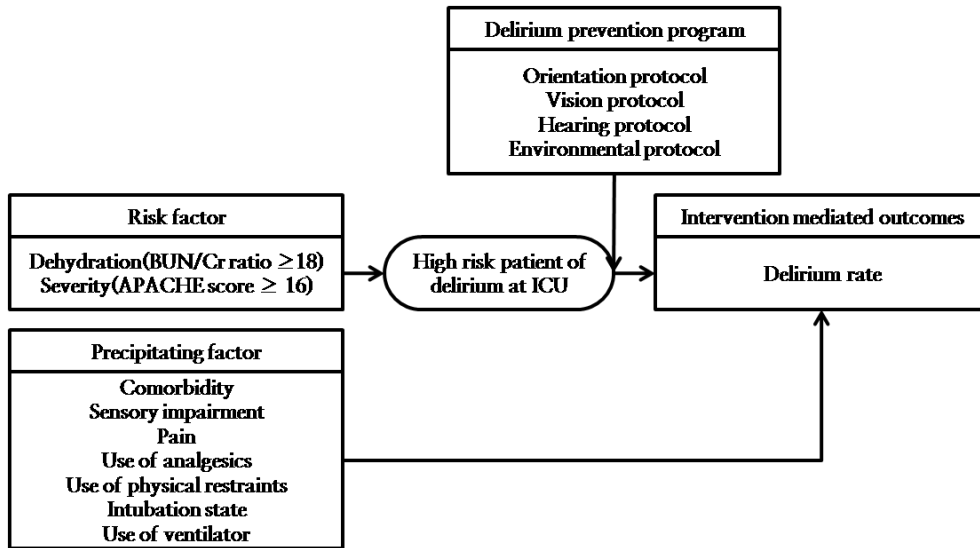 Delirium prevention program
Orientation protocol
Vision protocol
Hearing protocol
Environmental protocol
Risk factor
Dehydration(BUN/Cr ratio ≥18)
Severity(APACHE score ≥ 16)
High risk patient of
delirium at ICU
Intervention mediated outcomes
Delirium rate
Precipitating factor
Comorbidity
Sensory impairment
Pain
Use of analgesics
Use of physical restraints
Intubation state
Use of ventilator